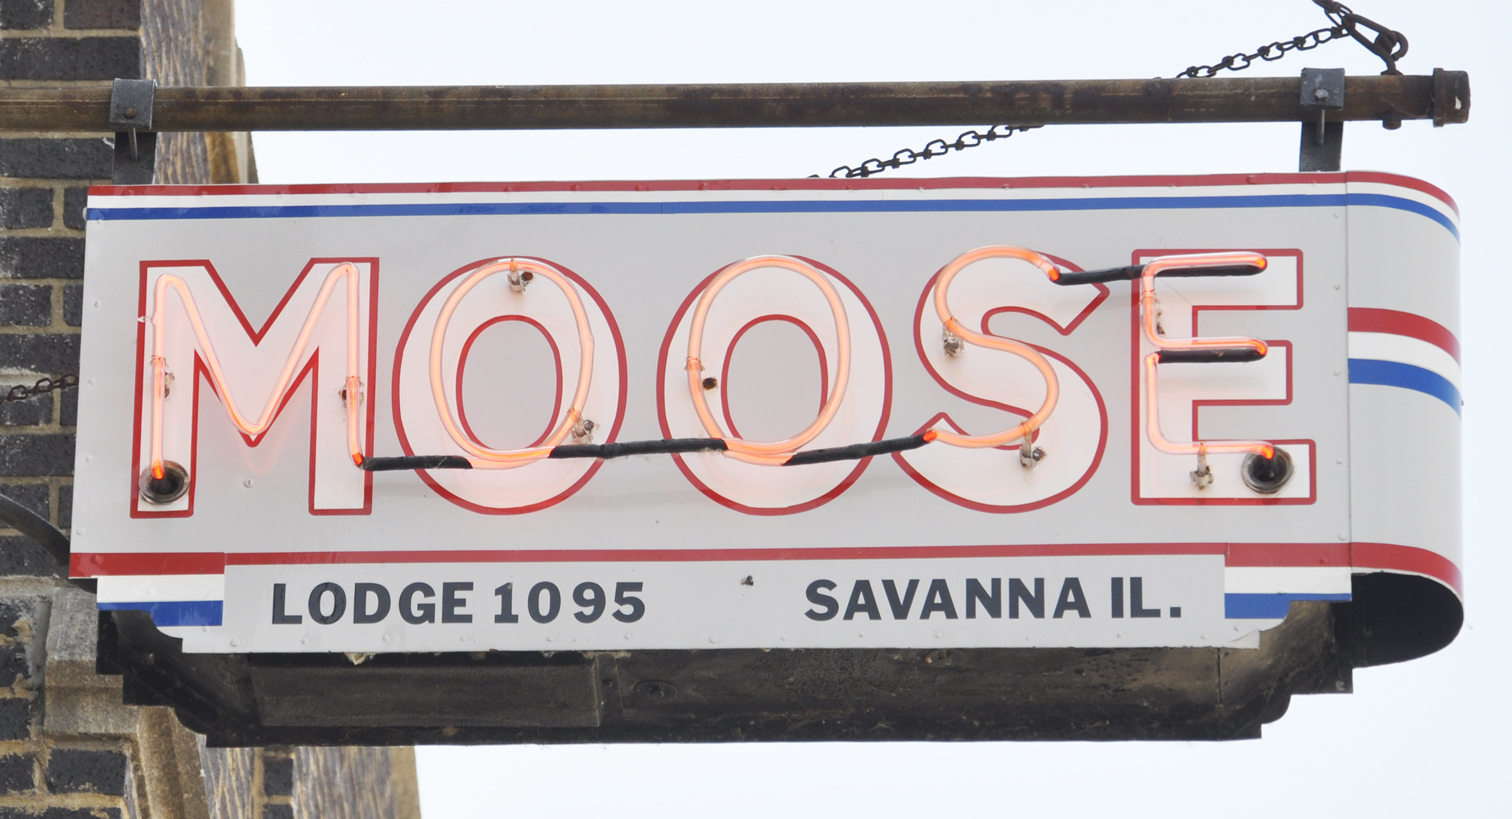 MOOSE
LODGE 1095 SAVANNA IL.